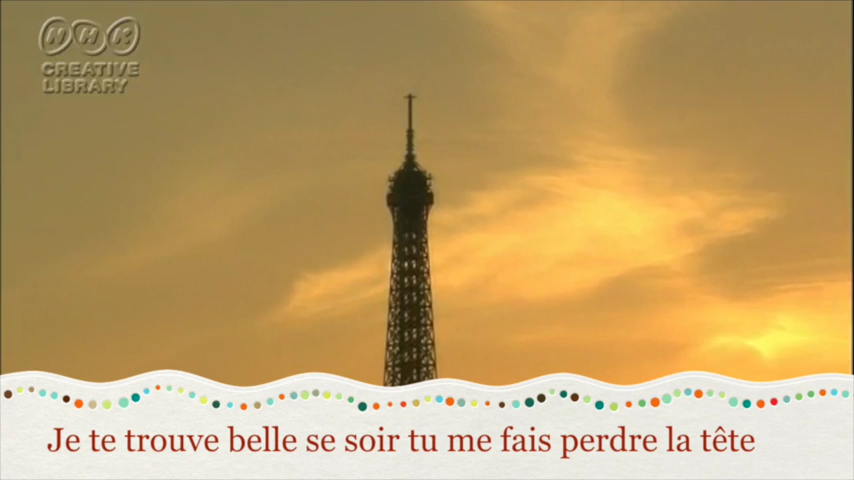 NHK
CREATIVE
LIBRARY
Je te trouve belle se soir tu me fais perdre la tête